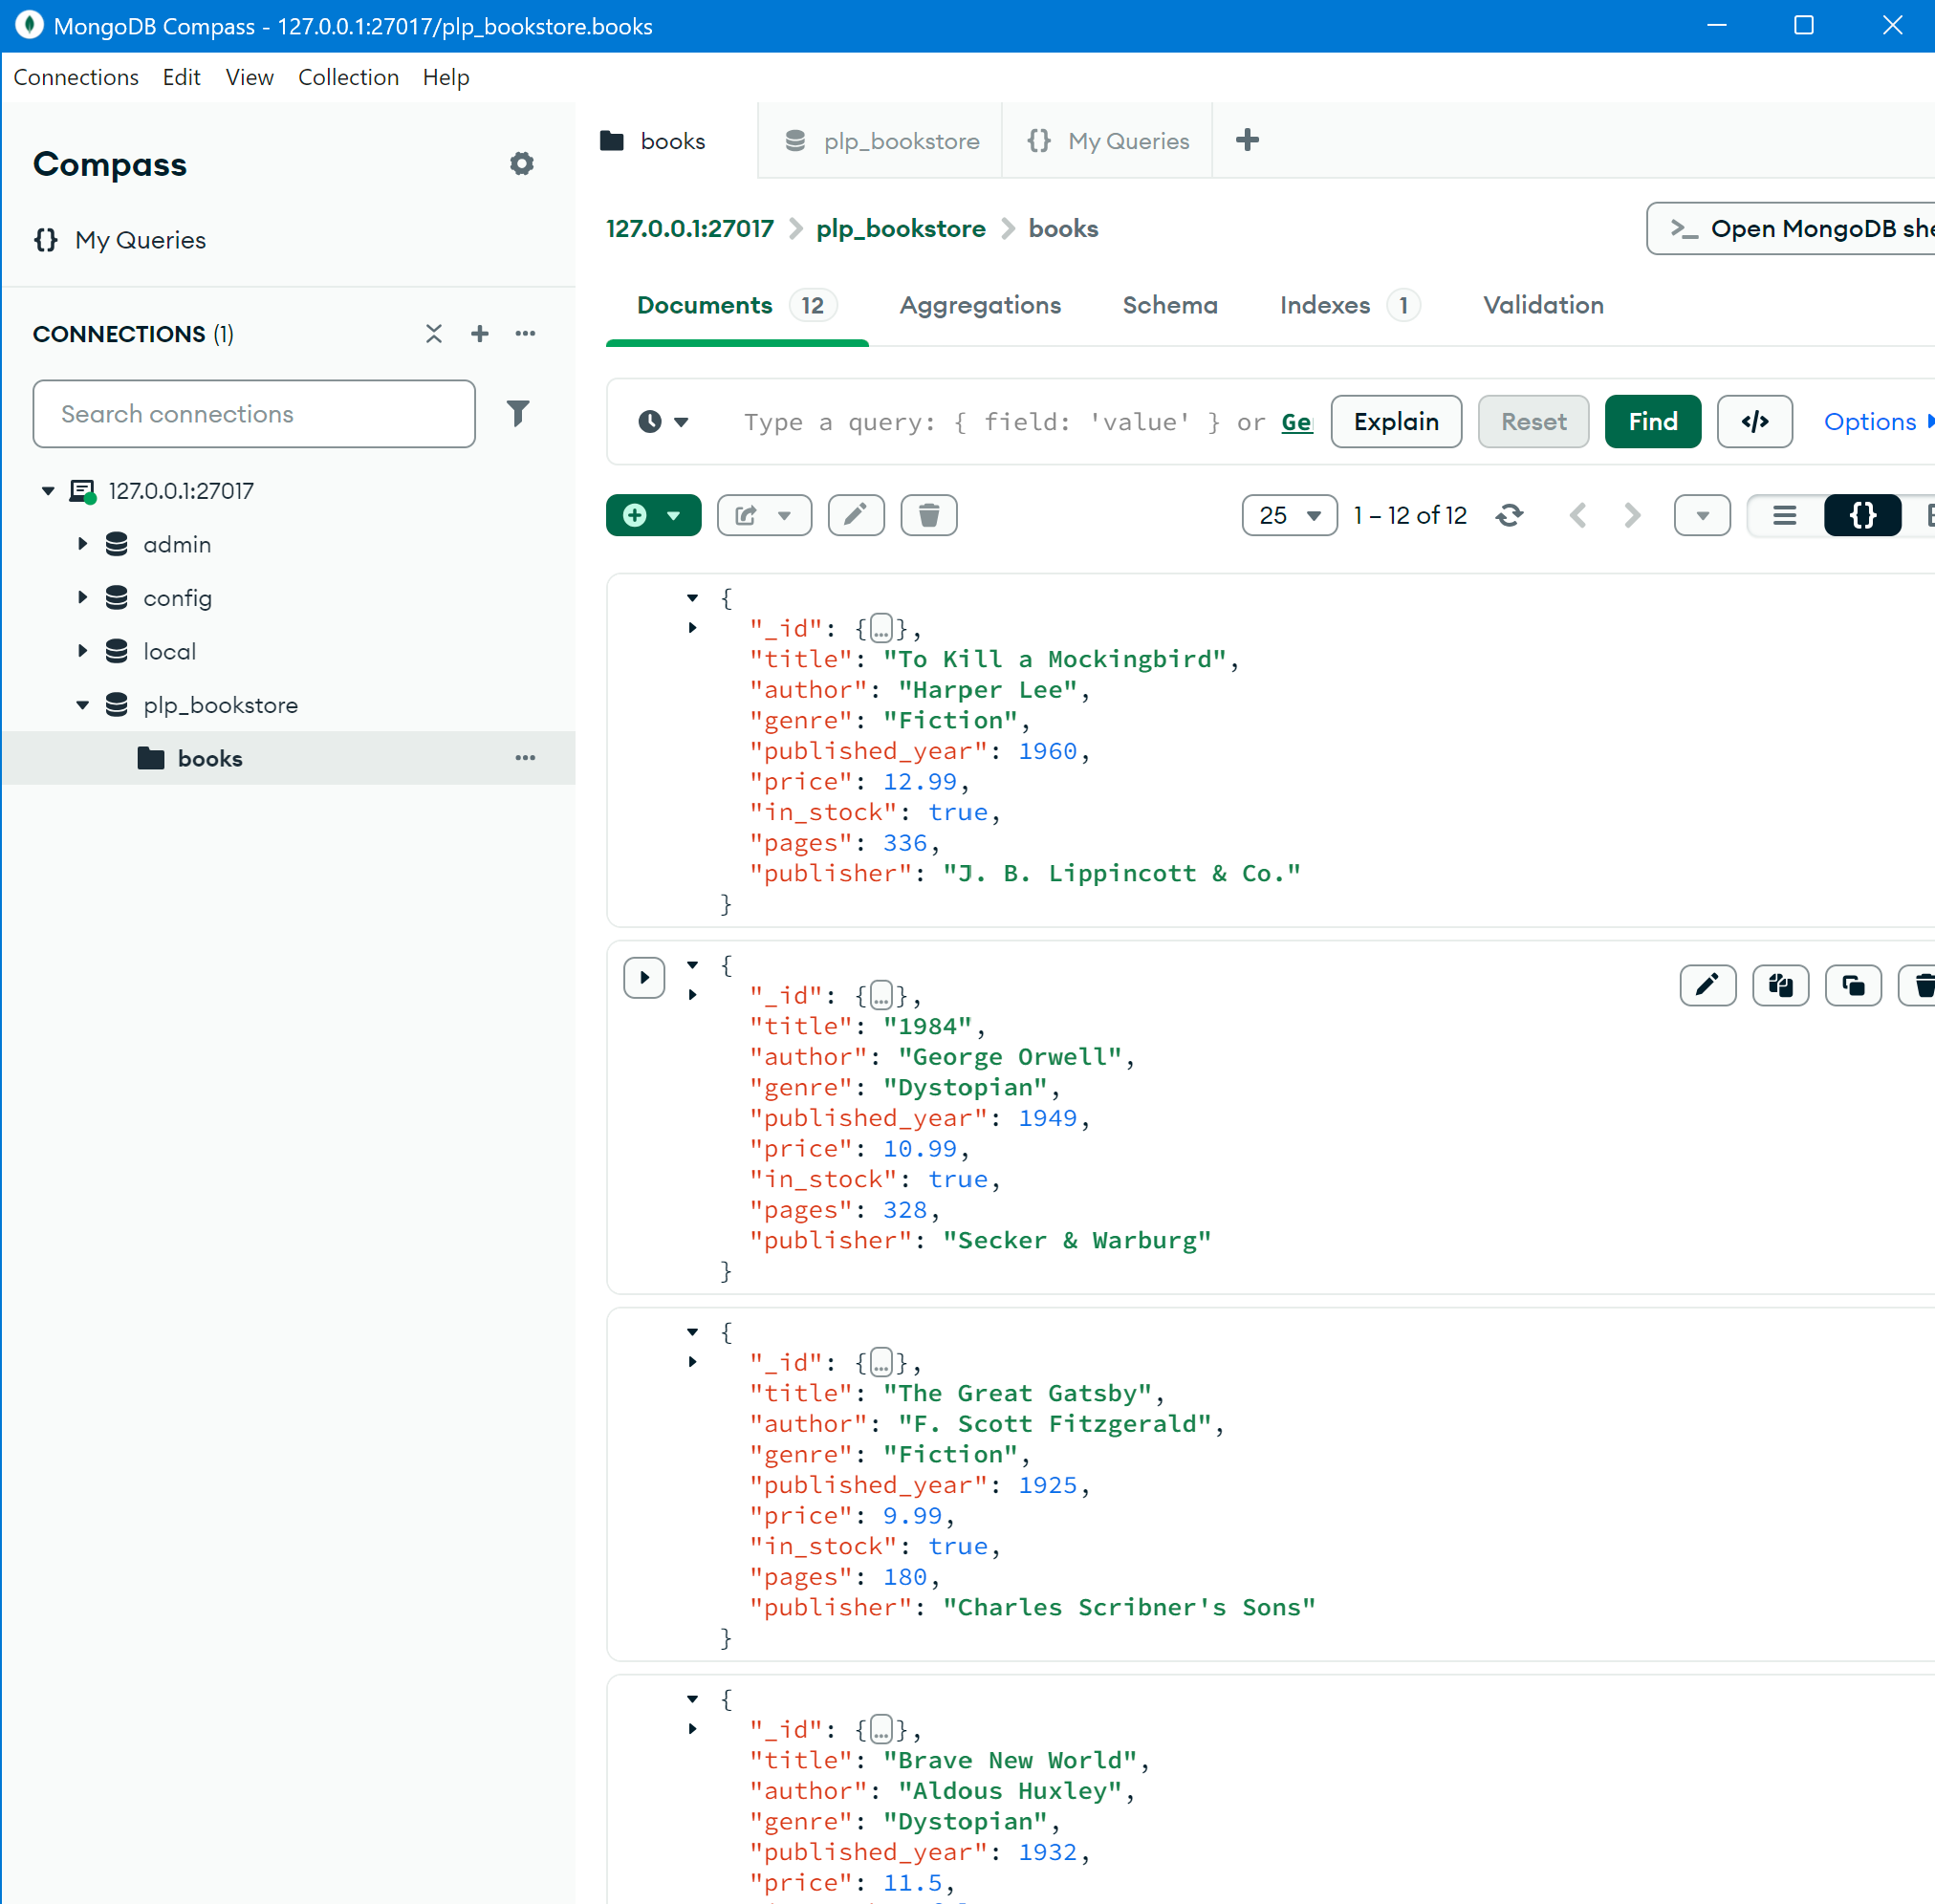 MongoDB Compass - 127.0.0.1:27017/plp_bookstore.books
Connections Edit View Collection Help
Compass
{} My Queries
CONNECTIONS (1)
Search connections
127.0.0.1:27017
admin
config
local
plp_bookstore
books
books plp_bookstore {} My Queries
127.0.0.1:27017 > plp_bookstore > books
>_ Open MongoDB she
Documents 12 Aggregations Schema Indexes 1 Validation
Type a query: { field: 'value' } or Ge Explain Reset Find </> Options
25 1 – 12 of 12 {}
{
"_id": {…},
"title": "To Kill a Mockingbird",
"author": "Harper Lee",
"genre": "Fiction",
"published_year": 1960,
"price": 12.99,
"in_stock": true,
"pages": 336,
"publisher": "J. B. Lippincott & Co."
}
{
"_id": {…},
"title": "1984",
"author": "George Orwell",
"genre": "Dystopian",
"published_year": 1949,
"price": 10.99,
"in_stock": true,
"pages": 328,
"publisher": "Secker & Warburg"
}
{
"_id": {…},
"title": "The Great Gatsby",
"author": "F. Scott Fitzgerald",
"genre": "Fiction",
"published_year": 1925,
"price": 9.99,
"in_stock": true,
"pages": 180,
"publisher": "Charles Scribner's Sons"
}
{
"_id": {…},
"title": "Brave New World",
"author": "Aldous Huxley",
"genre": "Dystopian",
"published_year": 1932,
"price": 11.5,